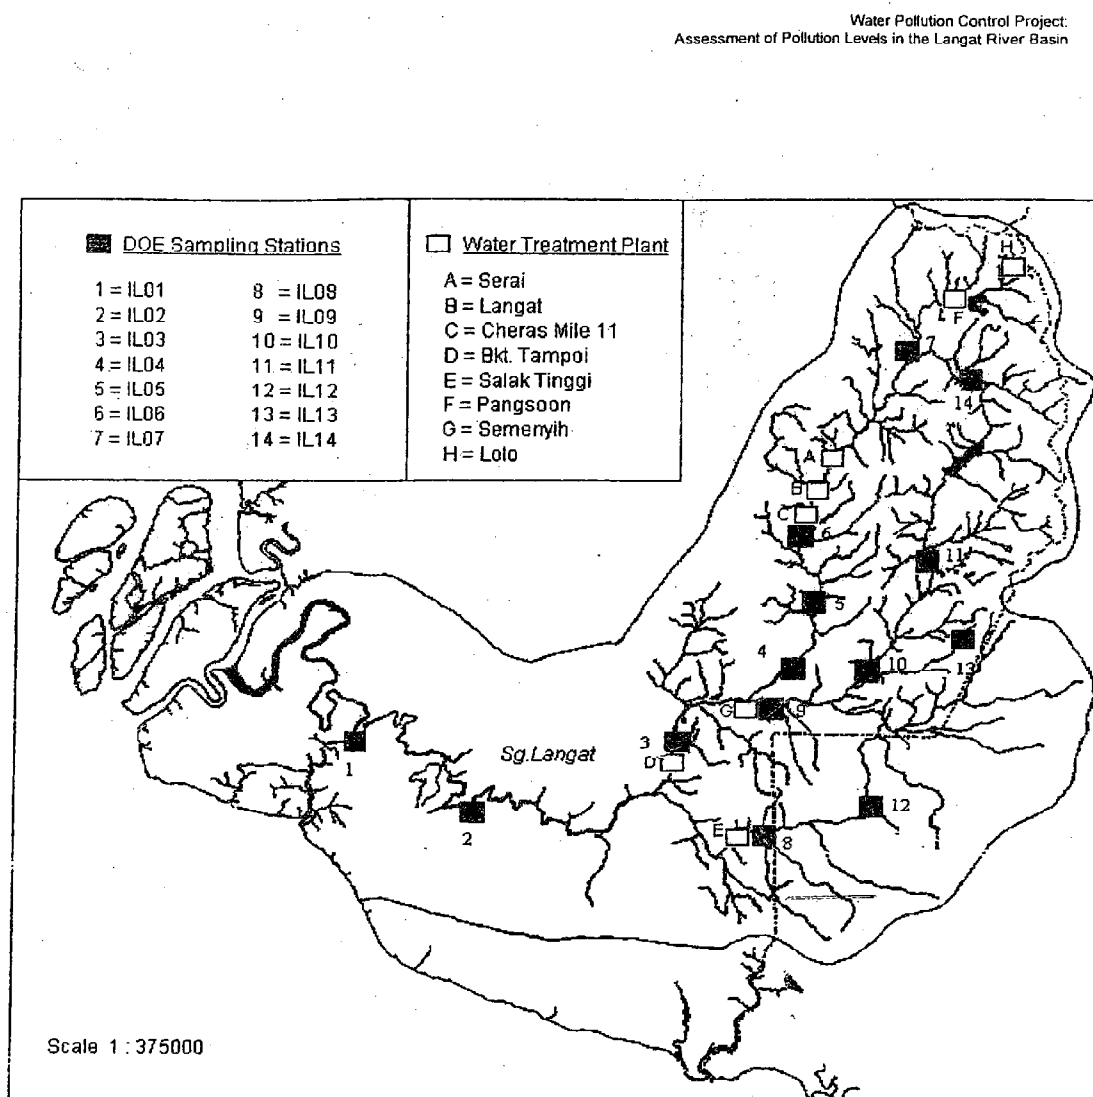 Water Pollution Control Project:
Assessment of Pollution Levels in the Langat River Basin
DOE Sampling Stations
1 = IL01
2 = IL02
3 = IL03
4 = IL04
5 = IL05
6 = IL06
7 = IL07
8 = IL08
9 = IL09
10 = IL10
11 = IL11
12 = IL12
13 = IL13
14 = IL14
Water Treatment Plant
A = Serai
B = Langat
C = Cheras Mile 11
D = Bkt. Tampoi
E = Salak Tinggi
F = Pangsoon
G = Semenyih
H = Lolo
H
F
7
14
A
B
C
6
11
5
4
10
13
G
9
3
D
Sg.Langat
1
2
12
E
8
Scale 1 : 375000